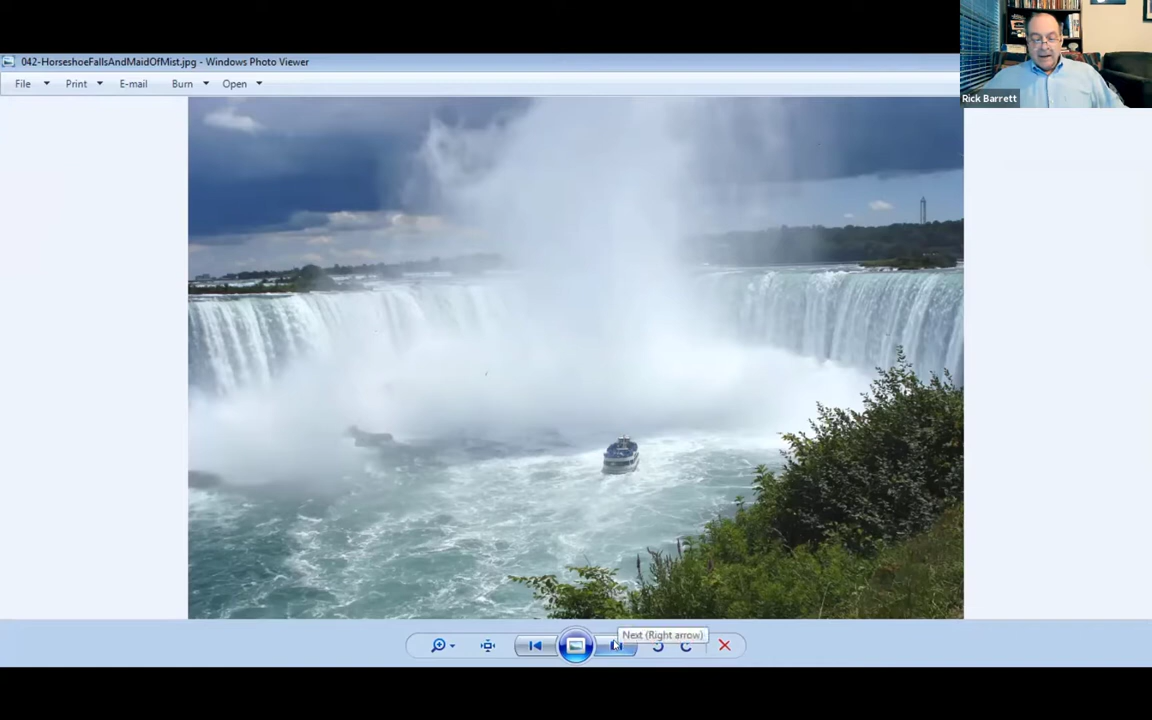 042-HorseshoeFallsAndMaidOfMist.jpg - Windows Photo Viewer
File Print E-mail Burn Open
Rick Barrett
Next (Right arrow)